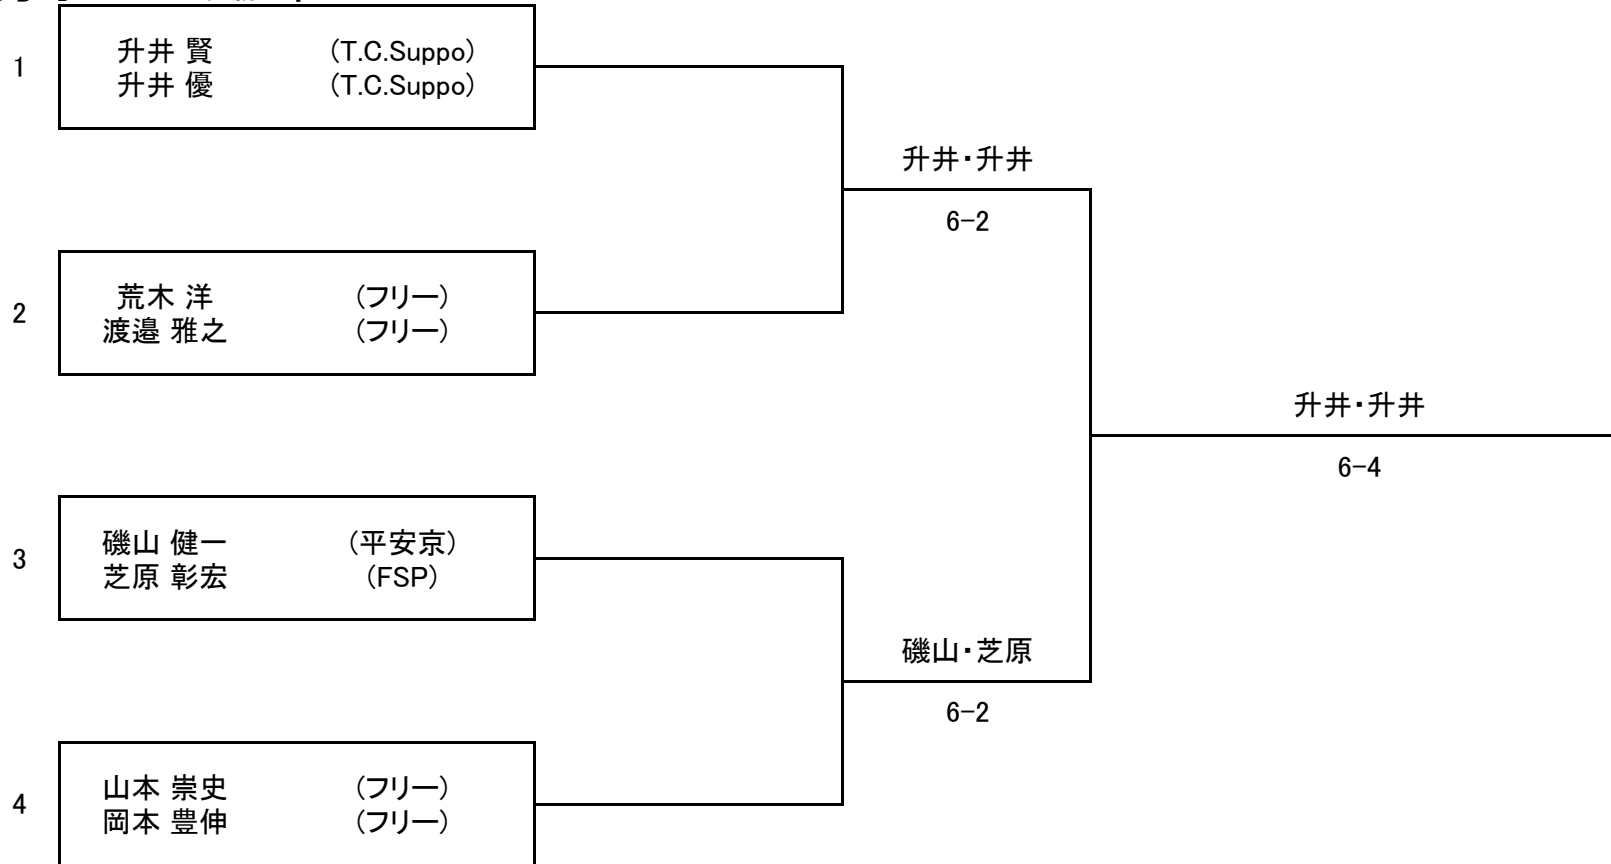 1
升井 賢 (T.C.Suppo)
升井 優 (T.C.Suppo)
升井・升井
6-2
2
荒木 洋 (フリー)
渡邉 雅之 (フリー)
升井・升井
6-4
3
磯山 健一 (平安京)
芝原 彰宏 (FSP)
磯山・芝原
6-2
4
山本 崇史 (フリー)
岡本 豊伸 (フリー)